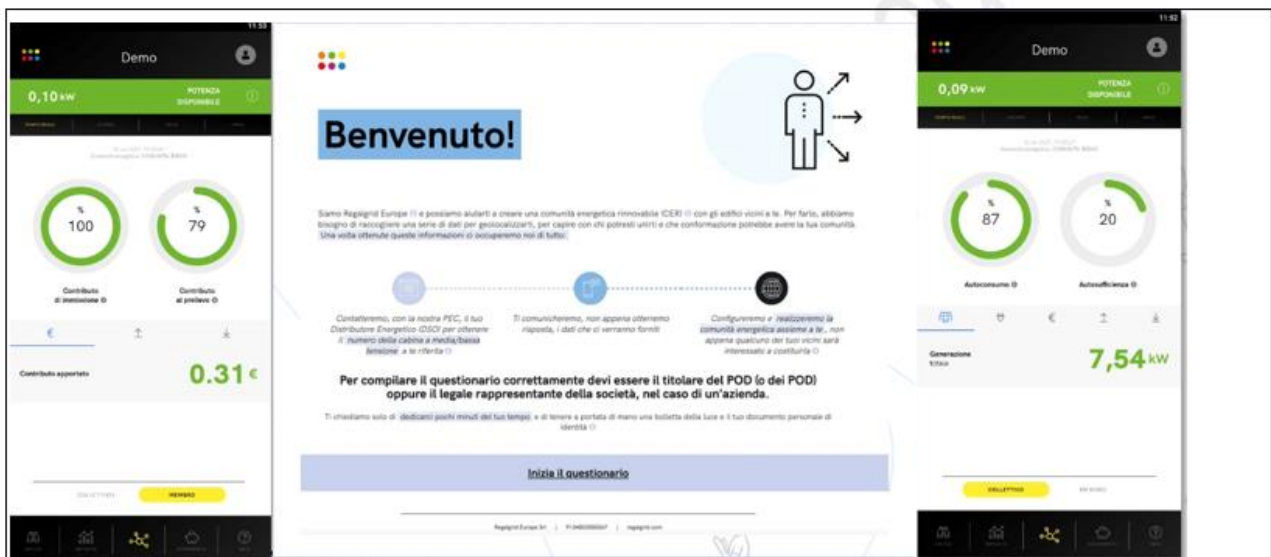 11:53
Demo
0,10 kW
POTENZA
DISPONIBILE
%
100
%
79
Contributo
di immissione
Contributo
al prelievo
€
Contributo apportato
0.31 €
COLLETTIVO
MEMBRO
Benvenuto!
Siamo Regalgrid Europe e possiamo aiutarti a creare una comunità energetica rinnovabile (CER) con gli edifici vicini a te. Per farlo, abbiamo
bisogno di raccogliere una serie di dati per geolocalizzarti, per capire con chi potresti unirti e che conformazione potrebbe avere la tua comunità.
Una volta ottenute queste informazioni ci occuperemo noi di tutto:
Contatteremo, con la nostra PEC, il tuo
Distributore Energetico (DSO) per ottenere
il numero della cabina a media/bassa
tensione a te riferita
Ti comunicheremo, non appena otterremo
risposta, i dati che ci verranno forniti
Configureremo e realizzeremo la
comunità energetica assieme a te, non
appena qualcuno dei tuoi vicini sarà
interessato a costituirla
Per compilare il questionario correttamente devi essere il titolare del POD (o dei POD)
oppure il legale rappresentante della società, nel caso di un'azienda.
Ti chiediamo solo di dedicarci pochi minuti del tuo tempo e di tenere a portata di mano una bolletta della luce e il tuo documento personale di
identità
Inizia il questionario
Regalgrid Europe Srl | | regalgrid.com
11:52
Demo
0,09 kW
POTENZA
DISPONIBILE
%
87
%
20
Autoconsumo
Autosufficienza
€
Generazione
totale
7,54 kW
COLLETTIVO
MEMBRO